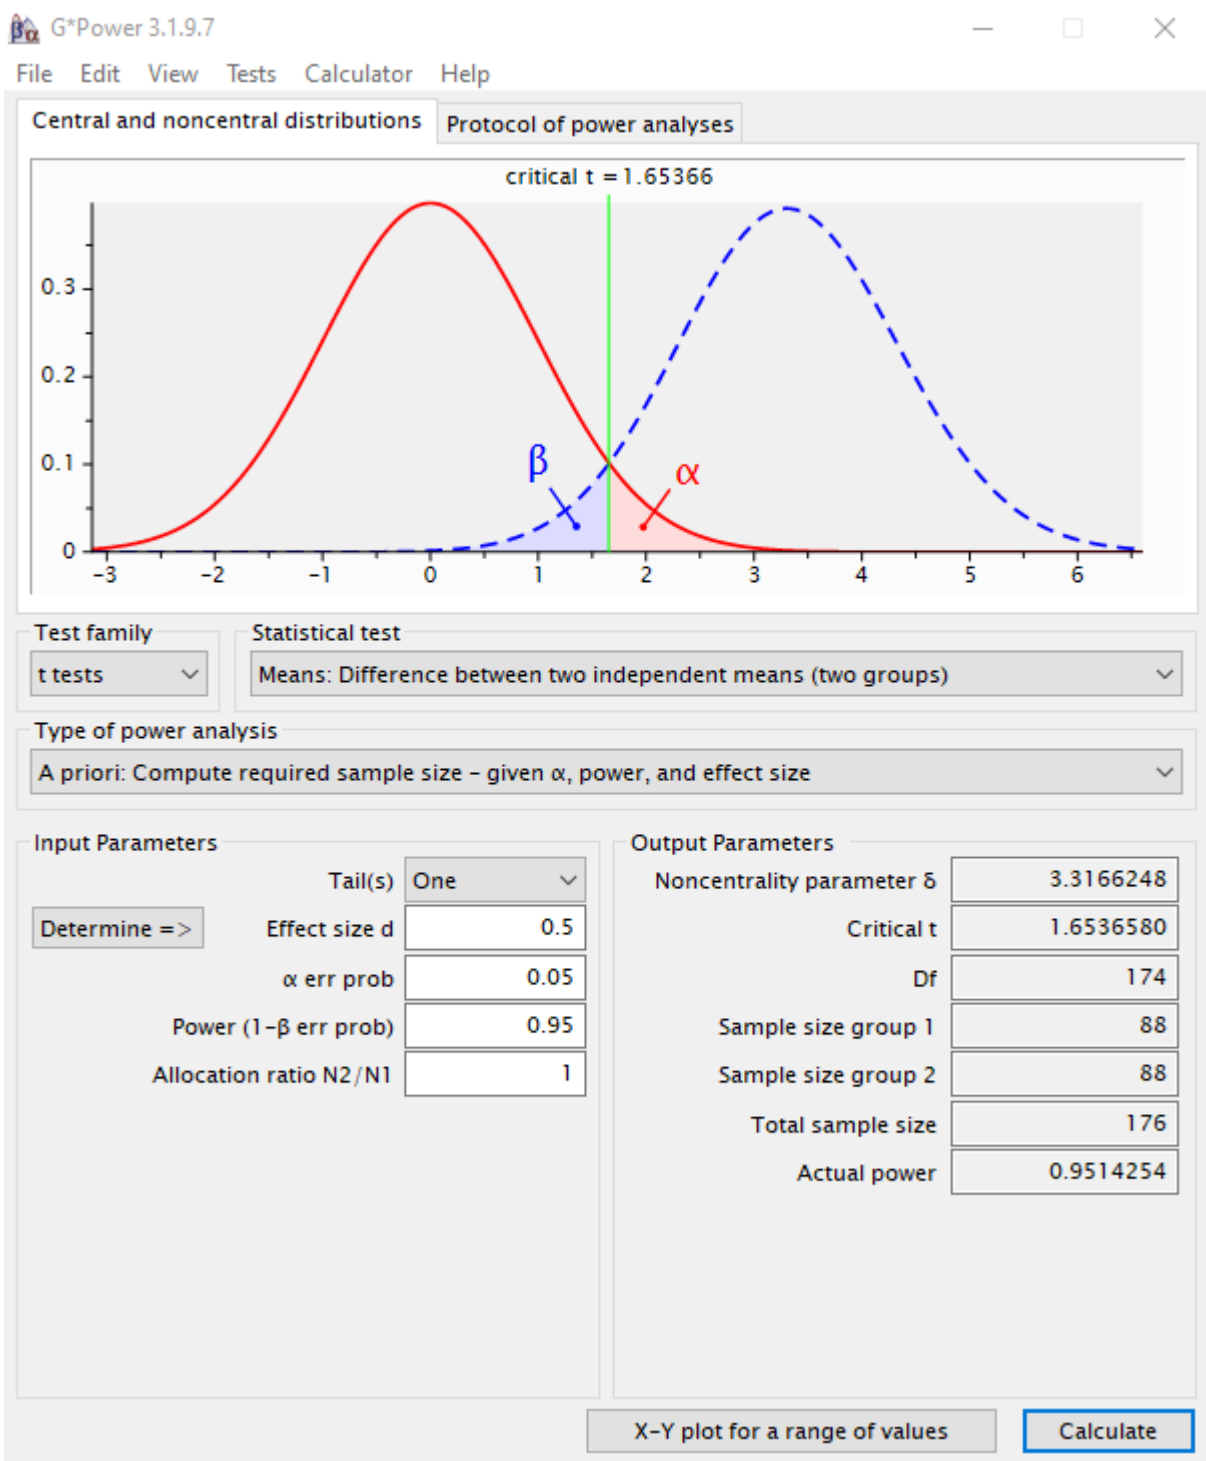 G*Power 3.1.9.7
File Edit View Tests Calculator Help
Central and noncentral distributions Protocol of power analyses
critical t = 1.65366
0.3
0.2
0.1
0
β
α
-3 -2 -1 0 1 2 3 4 5 6
Test family
t tests
Statistical test
Means: Difference between two independent means (two groups)
Type of power analysis
A priori: Compute required sample size – given α, power, and effect size
Input Parameters
Tail(s) One
Determine => Effect size d 0.5
α err prob 0.05
Power (1-β err prob) 0.95
Allocation ratio N2/N1 1
Output Parameters
Noncentrality parameter δ 3.3166248
Critical t 1.6536580
Df 174
Sample size group 1 88
Sample size group 2 88
Total sample size 176
Actual power 0.9514254
X-Y plot for a range of values Calculate